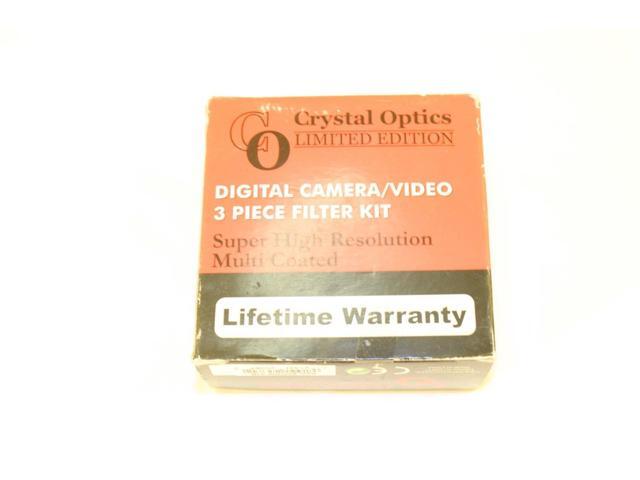 CO
Crystal Optics
LIMITED EDITION
DIGITAL CAMERA/VIDEO
3 PIECE FILTER KIT
Super High Resolution
Multi Coated
Lifetime Warranty
CE